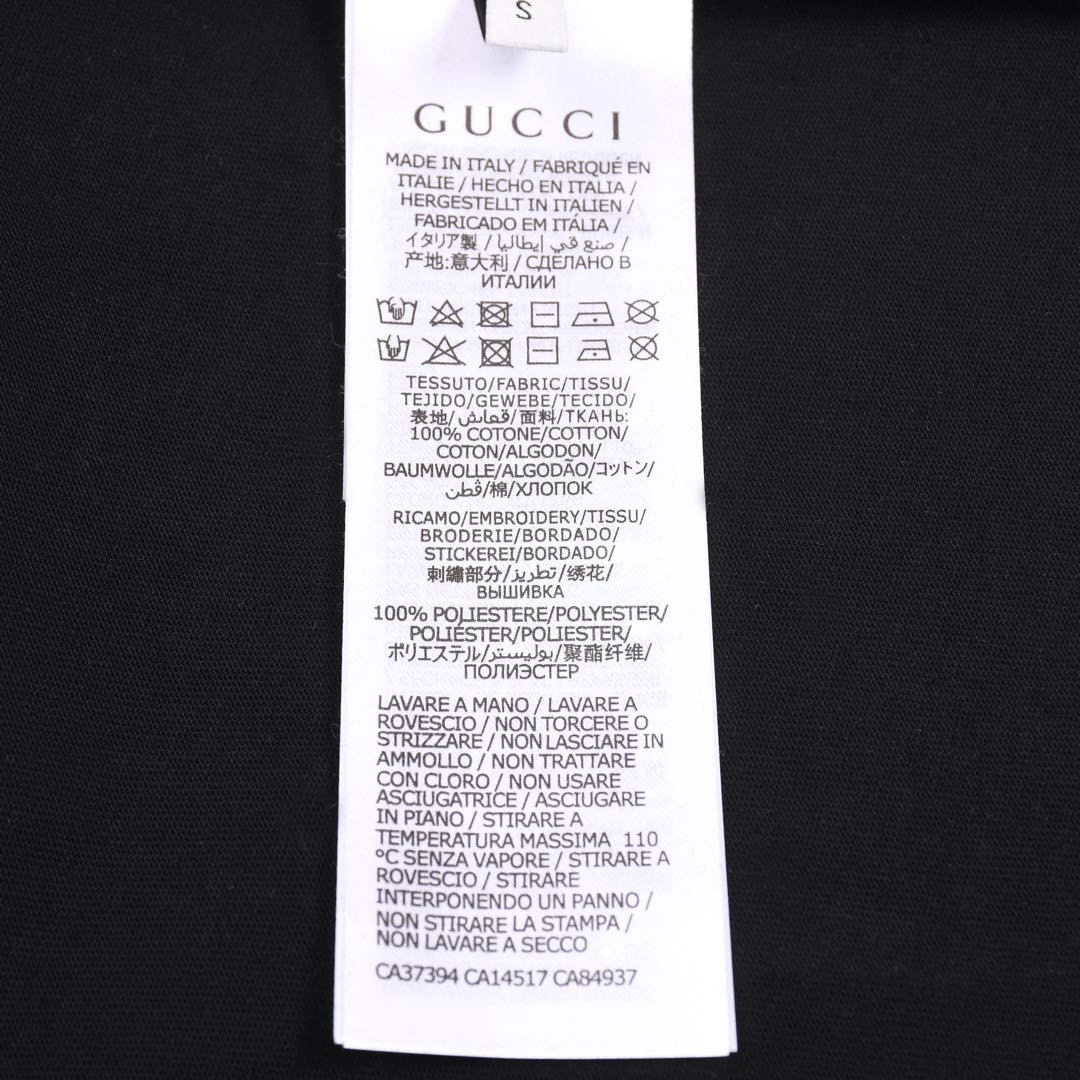 S
GUCCI
MADE IN ITALY / FABRIQUÉ EN
ITALIE / HECHO EN ITALIA /
HERGESTELLT IN ITALIEN /
FABRICADO EM ITÁLIA /
イタリア製 / صنع في إيطاليا /
产地:意大利 / СДЕЛАНО В
ИТАЛИИ
TESSUTO/FABRIC/TISSU/
TEJIDO/GEWEBE/TECIDO/
表地/قماش/面料/ТКАНЬ:
100% COTONE/COTTON/
COTON/ALGODON/
BAUMWOLLE/ALGODÃO/コットン/
قطن/棉/ХЛОПОК
RICAMO/EMBROIDERY/TISSU/
BRODERIE/BORDADO/
STICKEREI/BORDADO/
刺繡部分/تطريز/绣花/
ВЫШИВКА
100% POLIESTERE/POLYESTER/
POLIÉSTER/POLIESTER/
ポリエステル/بوليستر/聚酯纤维/
ПОЛИЭСТЕР
LAVARE A MANO / LAVARE A
ROVESCIO / NON TORCERE O
STRIZZARE / NON LASCIARE IN
AMMOLLO / NON TRATTARE
CON CLORO / NON USARE
ASCIUGATRICE / ASCIUGARE
IN PIANO / STIRARE A
TEMPERATURA MASSIMA 110
°C SENZA VAPORE / STIRARE A
ROVESCIO / STIRARE
INTERPONENDO UN PANNO /
NON STIRARE LA STAMPA /
NON LAVARE A SECCO
CA37394 CA14517 CA84937